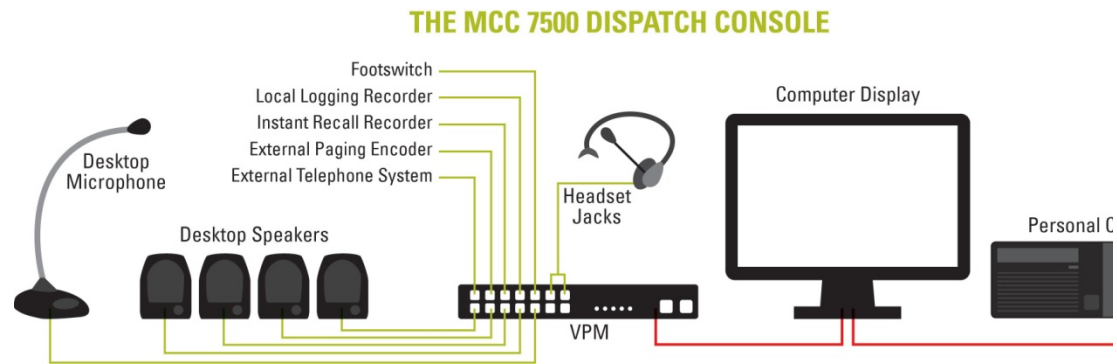 THE MCC 7500 DISPATCH CONSOLE
Footswitch
Local Logging Recorder
Instant Recall Recorder
External Paging Encoder
External Telephone System
Desktop
Microphone
Desktop Speakers
Headset
Jacks
VPM
Computer Display
Personal